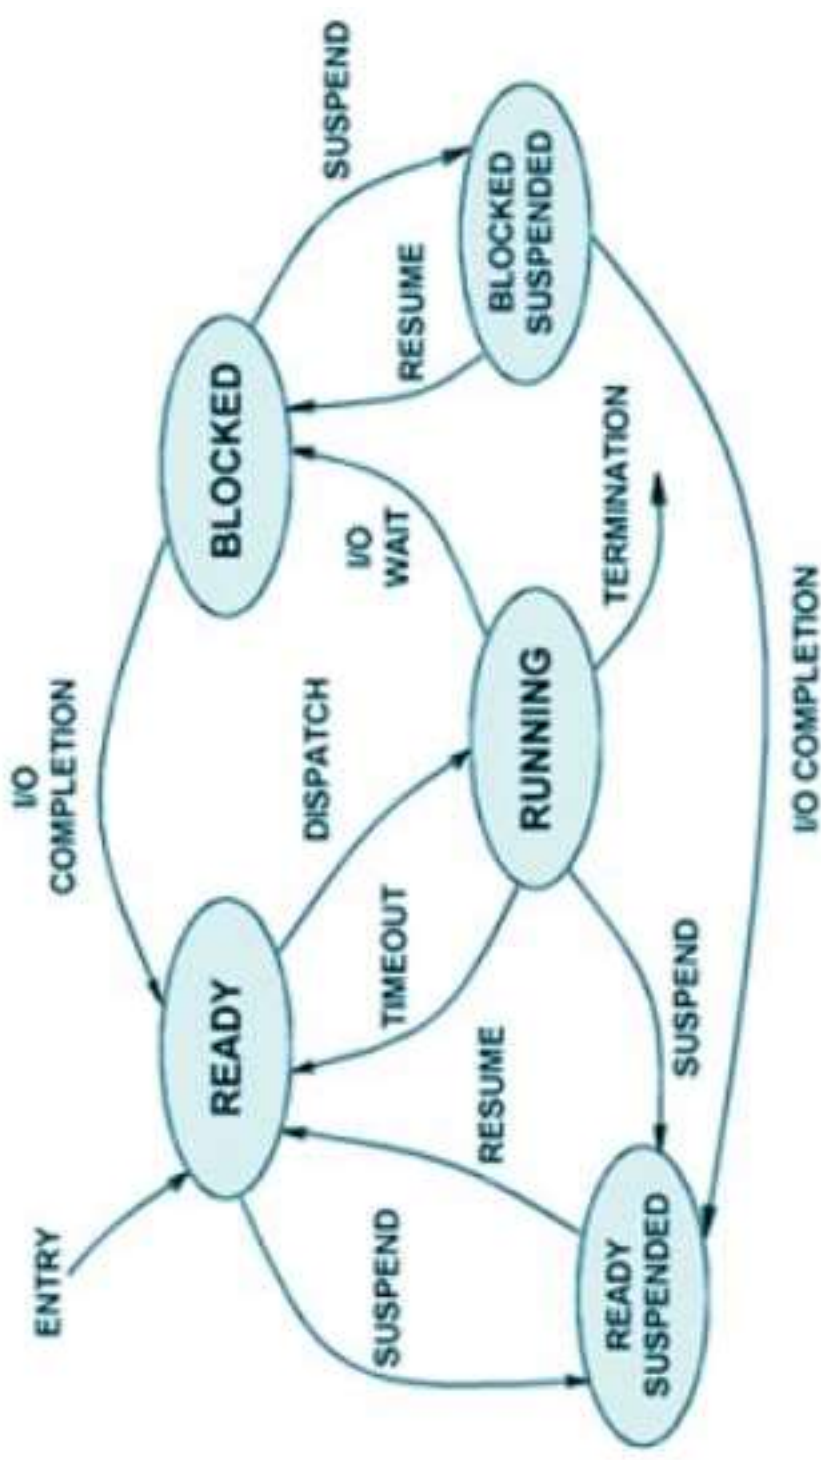 ENTRY
I/O
COMPLETION
READY
BLOCKED
SUSPEND
DISPATCH
I/O
WAIT
RESUME
SUSPEND
TIMEOUT
RESUME
RUNNING
BLOCKED
SUSPENDED
TERMINATION
READY
SUSPENDED
SUSPEND
I/O COMPLETION